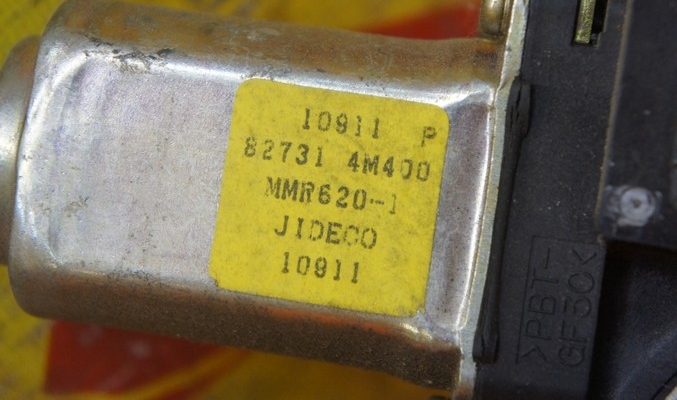 10911 P
82731 4M400
MMR620-1
JIDECO
10911
>PBT-
GF30<